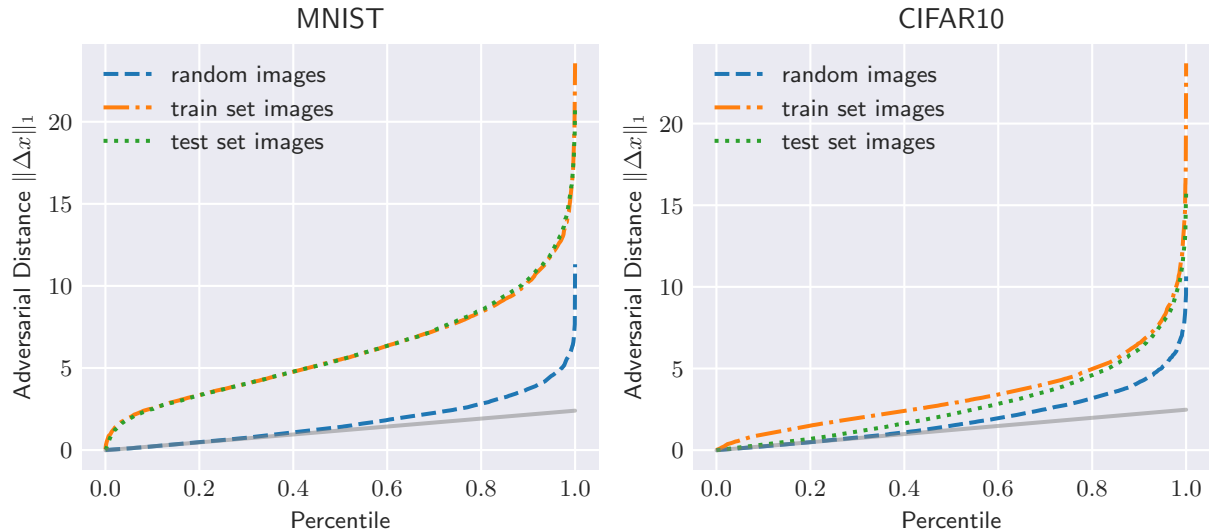 MNIST
Adversarial Distance ‖Δx‖₁
20
15
10
5
0
random images
train set images
test set images
0.0 0.2 0.4 0.6 0.8 1.0
Percentile
CIFAR10
Adversarial Distance ‖Δx‖₁
20
15
10
5
0
random images
train set images
test set images
0.0 0.2 0.4 0.6 0.8 1.0
Percentile